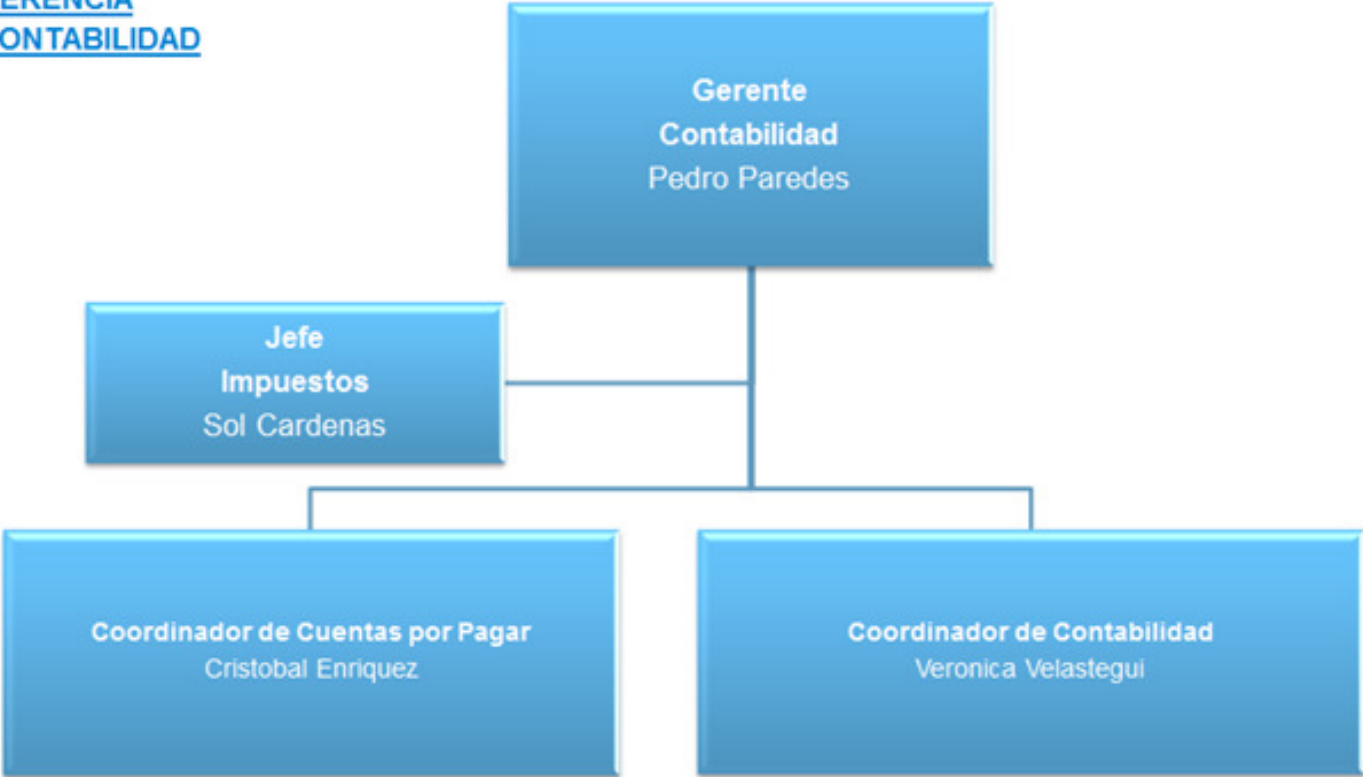 ERENCIA
ONTABILIDAD
Gerente
Contabilidad
Pedro Paredes
Jefe
Impuestos
Sol Cardenas
Coordinador de Cuentas por Pagar
Cristobal Enriquez
Coordinador de Contabilidad
Veronica Velastegui